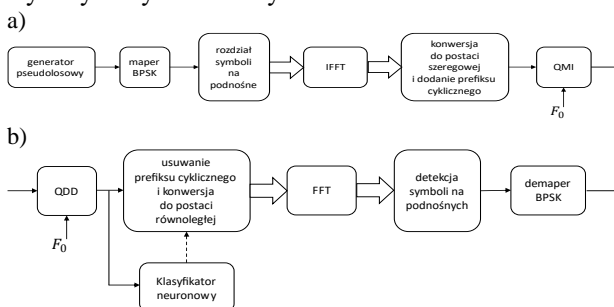 a)
generator
pseudolosowy
maper
BPSK
rozdział
symboli
na
podnośne
IFFT
konwersja
do postaci
szeregowej
i dodanie prefiksu
cyklicznego
QMI
F₀
b)
QDD
F₀
usuwanie
prefiksu cyklicznego
i konwersja
do postaci
równoległej
Klasyfikator
neuronowy
FFT
detekcja
symboli na
podnośnych
demaper
BPSK